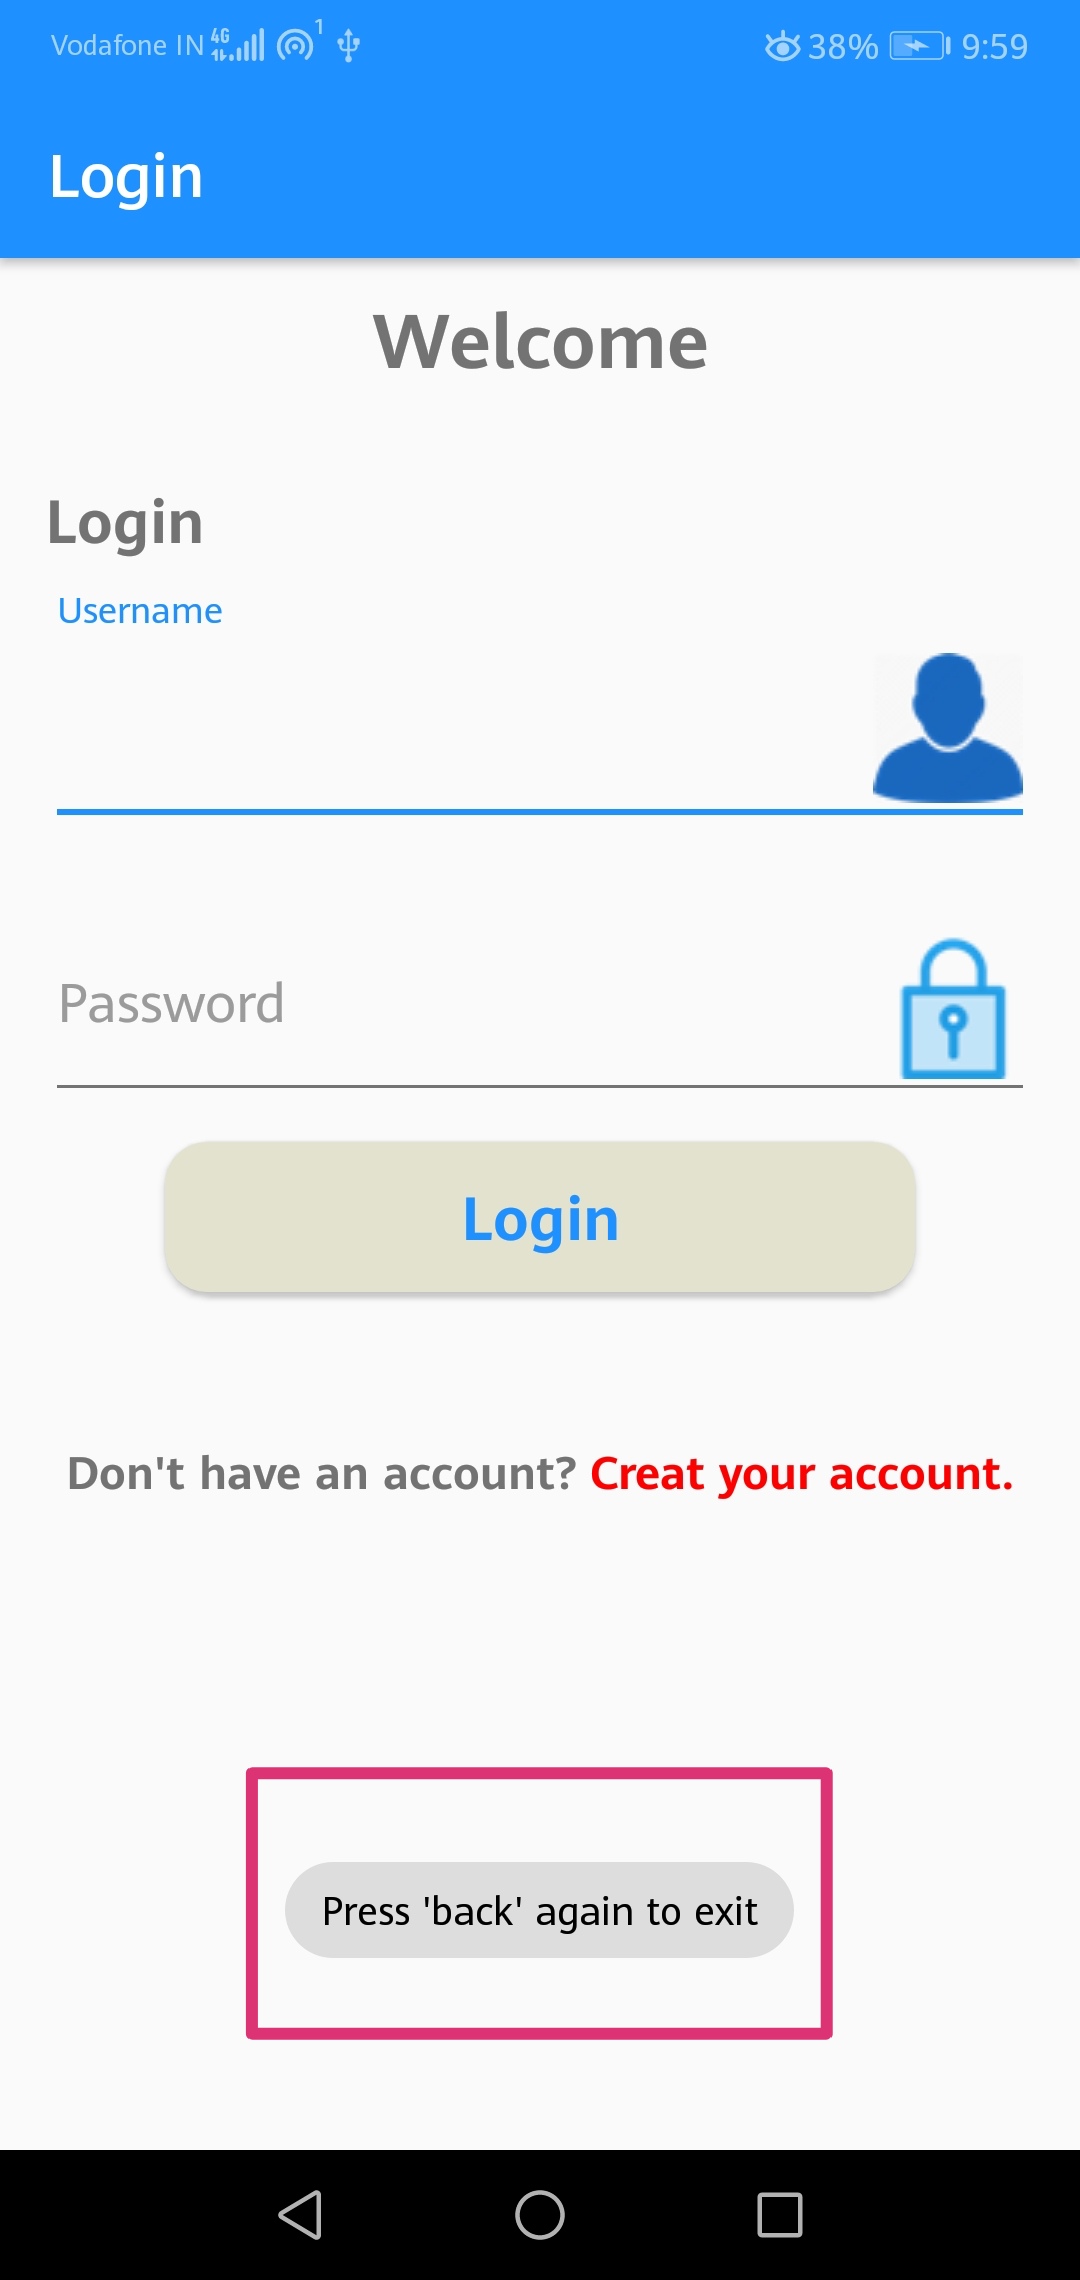 Vodafone IN 4G 1 38% 9:59
Login
Welcome
Login
Username
Password
Login
Don't have an account? Creat your account.
Press 'back' again to exit